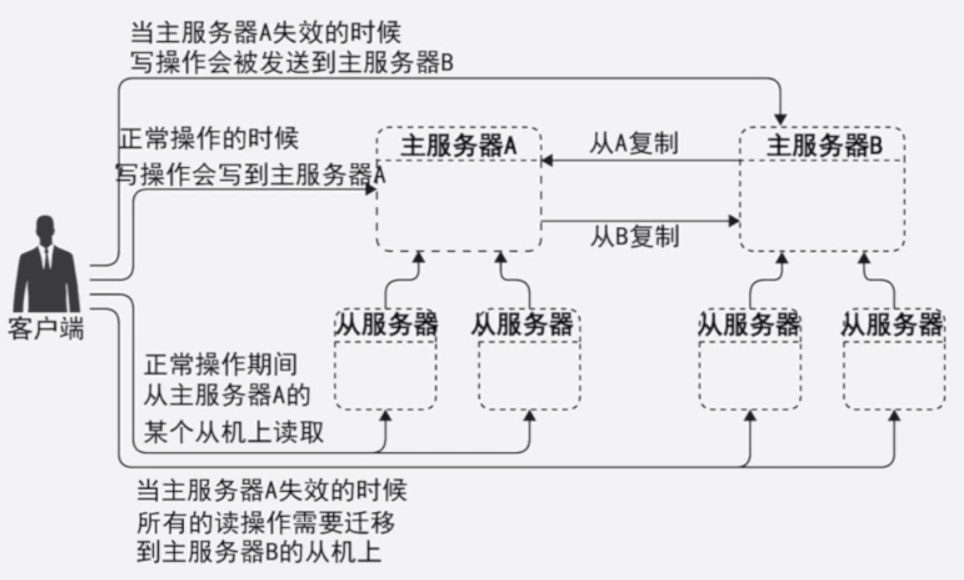 当主服务器A失效的时候
写操作会被发送到主服务器B
正常操作的时候
写操作会写到主服务器A
主服务器A
从A复制
主服务器B
从B复制
客户端
从服务器
从服务器
从服务器
从服务器
正常操作期间
从主服务器A的
某个从机上读取
当主服务器A失效的时候
所有的读操作需要迁移
到主服务器B的从机上